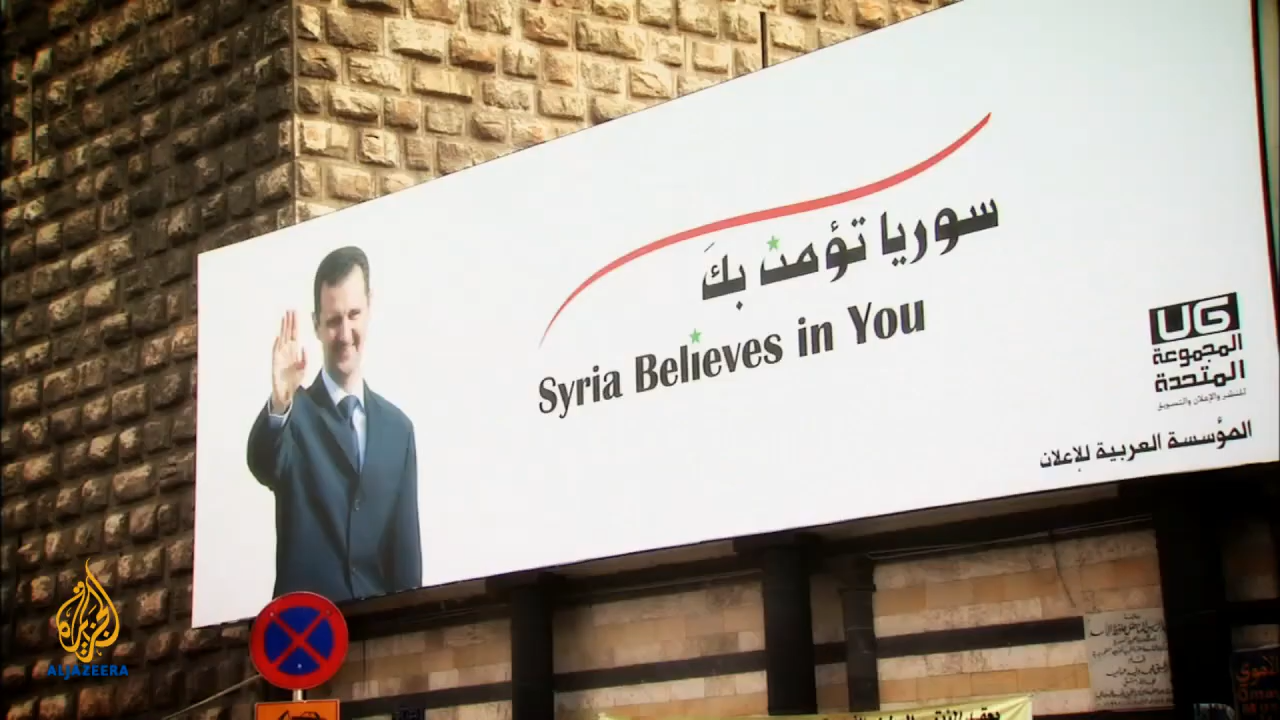 سوريا تؤمن بكَ
Syria Believes in You
UG
المجموعة
المتحدة
للنشر والإعلان والتسويق
المؤسسة العربية للإعلان
الجزيرة
ALJAZEERA